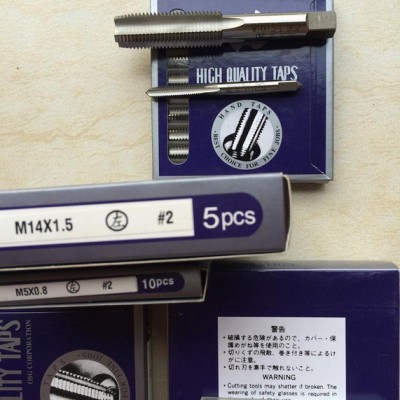 HIGH QUALITY TAPS
HAND TAPS
BEST CHOICE FOR FINE JOBS
M14X1.5 左 #2 5pcs
M5X0.8 左 #2 10pcs
LITY TAPS
OSG CORPORATION
警告
・破損する危険があるので、カバー・保
護めがね等を使用のこと。
・切りくずの飛散、巻き付き等によるけ
がに注意。
・切れ刃を素手で触れないこと。
WARNING
・Cutting tools may shatter if broken. The
wearing of safety glasses is required in